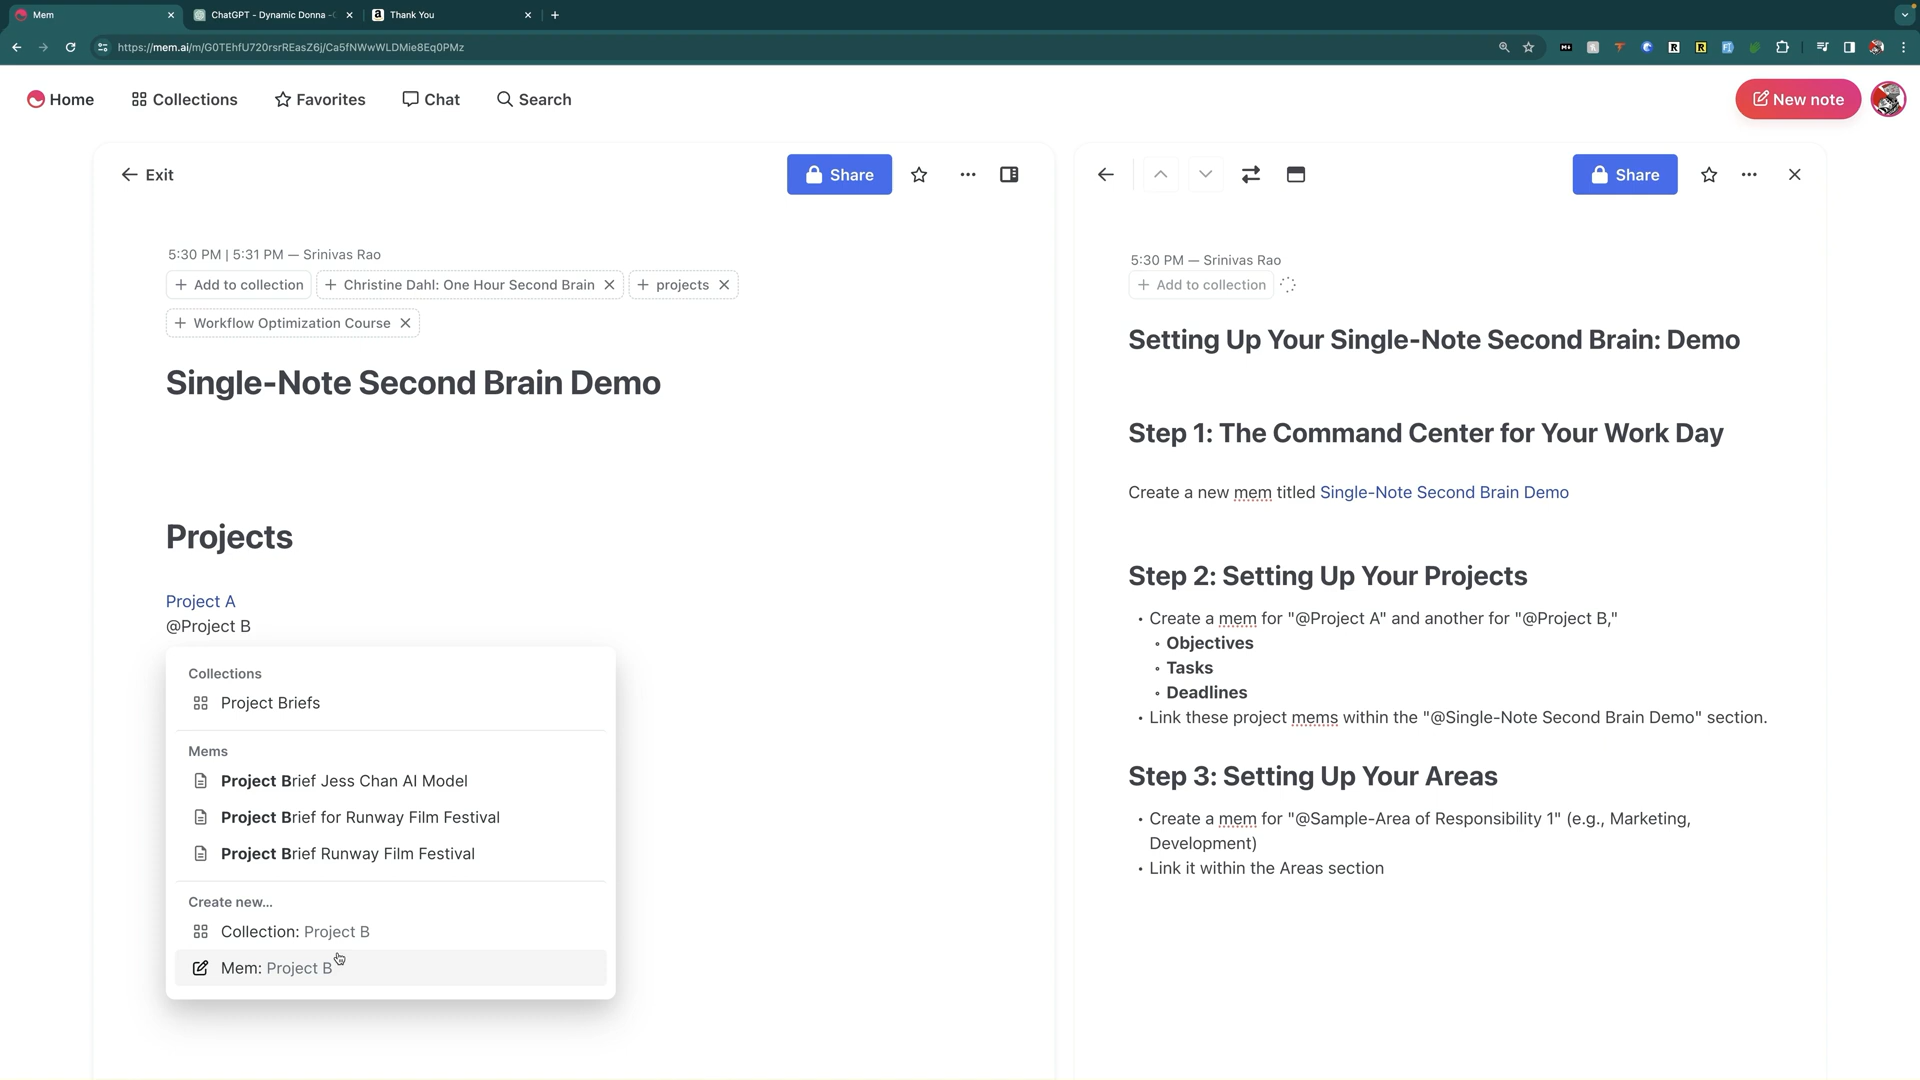 Mem
ChatGPT - Dynamic Donna -
Thank You
https://mem.ai/m/G0TEhfU720rsrREasZ6j/Ca5fNWwWLDMie8Eq0PMz
Home
Collections
Favorites
Chat
Search
New note
Exit
Share
Share
5:30 PM | 5:31 PM — Srinivas Rao
+ Add to collection
+ Christine Dahl: One Hour Second Brain
+ projects
+ Workflow Optimization Course
Single-Note Second Brain Demo
Projects
Project A
@Project B
Collections
Project Briefs
Mems
Project Brief Jess Chan AI Model
Project Brief for Runway Film Festival
Project Brief Runway Film Festival
Create new...
Collection: Project B
Mem: Project B
5:30 PM — Srinivas Rao
+ Add to collection
Setting Up Your Single-Note Second Brain: Demo
Step 1: The Command Center for Your Work Day
Create a new mem titled Single-Note Second Brain Demo
Step 2: Setting Up Your Projects
• Create a mem for "@Project A" and another for "@Project B,"
◦ Objectives
◦ Tasks
◦ Deadlines
• Link these project mems within the "@Single-Note Second Brain Demo" section.
Step 3: Setting Up Your Areas
• Create a mem for "@Sample-Area of Responsibility 1" (e.g., Marketing,
Development)
• Link it within the Areas section